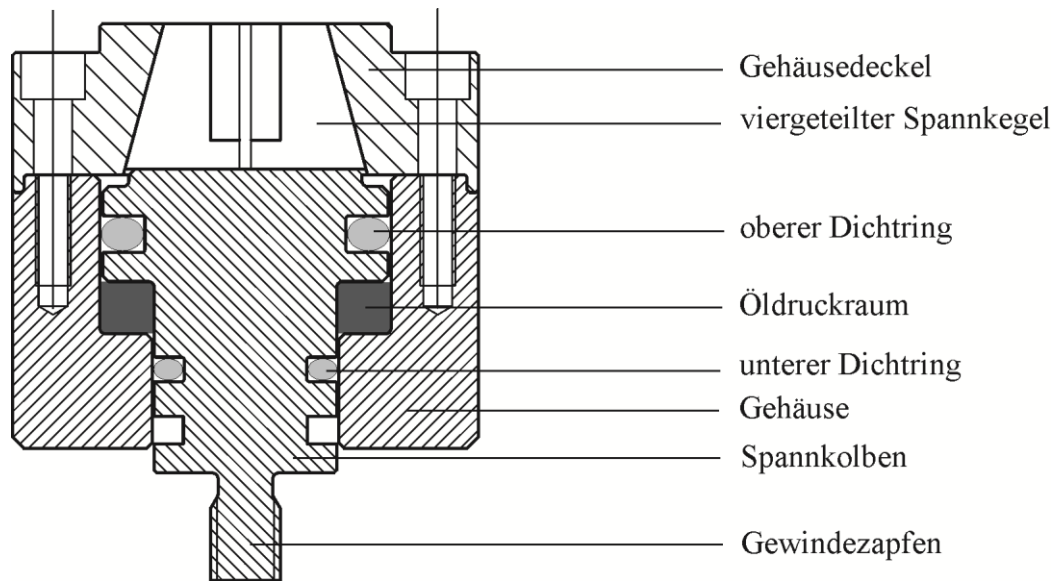 Gehäusedeckel
viergeteilter Spannkegel
oberer Dichtring
Öldruckraum
unterer Dichtring
Gehäuse
Spannkolben
Gewindezapfen